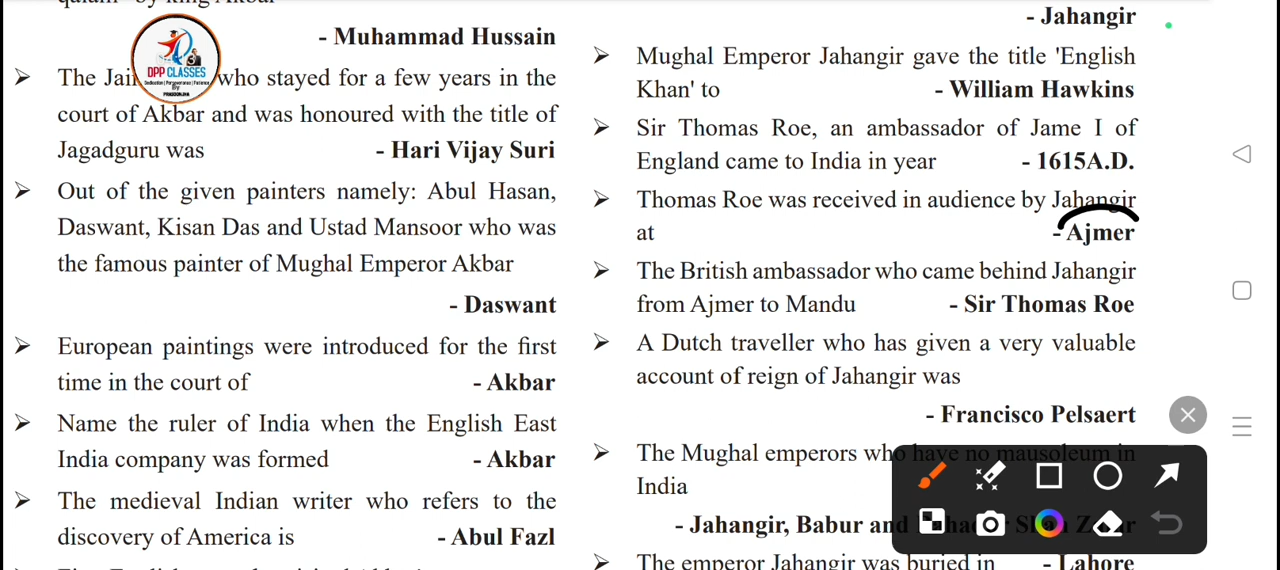 by king
- Muhammad Hussain
➢ The who stayed for a few years in the
court of Akbar and was honoured with the title of
Jagadguru was - Hari Vijay Suri
➢ Out of the given painters namely: Abul Hasan,
Daswant, Kisan Das and Ustad Mansoor who was
the famous painter of Mughal Emperor Akbar
- Daswant
➢ European paintings were introduced for the first
time in the court of - Akbar
➢ Name the ruler of India when the English East
India company was formed - Akbar
➢ The medieval Indian writer who refers to the
discovery of America is - Abul Fazl
DPP CLASSES
By
- Jahangir
➢ Mughal Emperor Jahangir gave the title 'English
Khan' to - William Hawkins
➢ Sir Thomas Roe, an ambassador of Jame I of
England came to India in year - 1615A.D.
➢ Thomas Roe was received in audience by Jahangir
at - Ajmer
➢ The British ambassador who came behind Jahangir
from Ajmer to Mandu - Sir Thomas Roe
➢ A Dutch traveller who has given a very valuable
account of reign of Jahangir was
- Francisco Pelsaert
➢ The Mughal emperors who have no mausoleum in
India
- Jahangir, Babur and
➢ The emperor Jahangir was buried in - Lahore